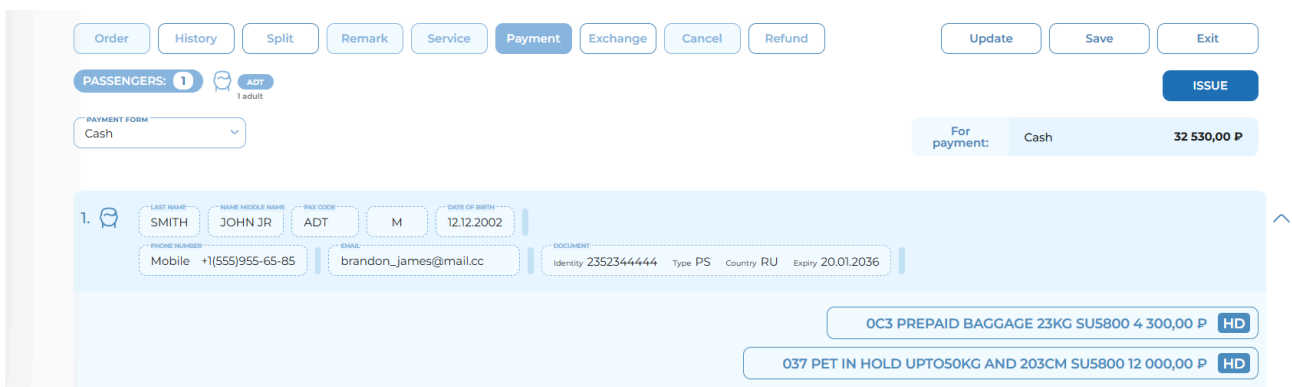 Order History Split Remark Service Payment Exchange Cancel Refund Update Save Exit
PASSENGERS: 1 ADT
1 adult
ISSUE
PAYMENT FORM
Cash
For payment: Cash 32 530,00 ₽
1. LAST NAME NAME MIDDLE NAME PAX CODE DATE OF BIRTH
SMITH JOHN JR ADT M 12.12.2002
PHONE NUMBER EMAIL DOCUMENT
Mobile +1(555)955-65-85 brandon_james@mail.cc Identity 2352344444 Type PS Country RU Expiry 20.01.2036
0C3 PREPAID BAGGAGE 23KG SU5800 4 300,00 ₽ HD
037 PET IN HOLD UPTO50KG AND 203CM SU5800 12 000,00 ₽ HD